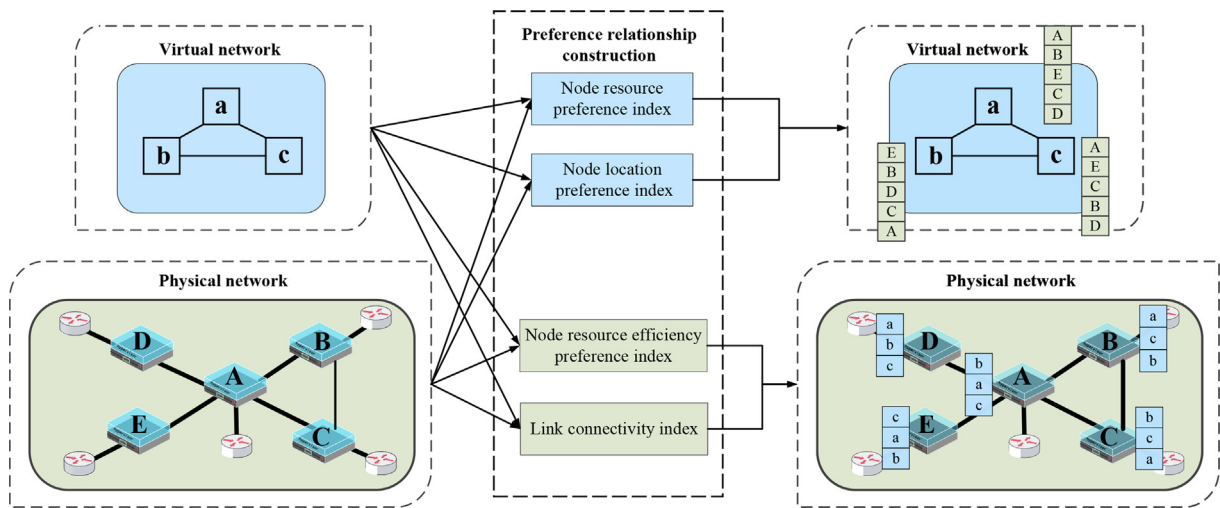 Virtual network
a
b
c
Physical network
D
B
A
E
C
Preference relationship
construction
Node resource
preference index
Node location
preference index
Node resource efficiency
preference index
Link connectivity index
Virtual network
A
B
E
C
D
a
b
c
E
B
D
C
A
A
E
C
B
D
Physical network
D
a
b
c
B
a
c
b
A
b
a
c
E
c
a
b
C
b
c
a